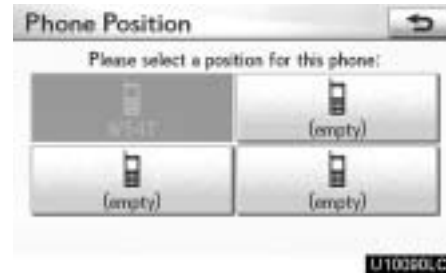 Phone Position
Please select a position for this phone:
(empty)
(empty)
(empty)
U10090LC